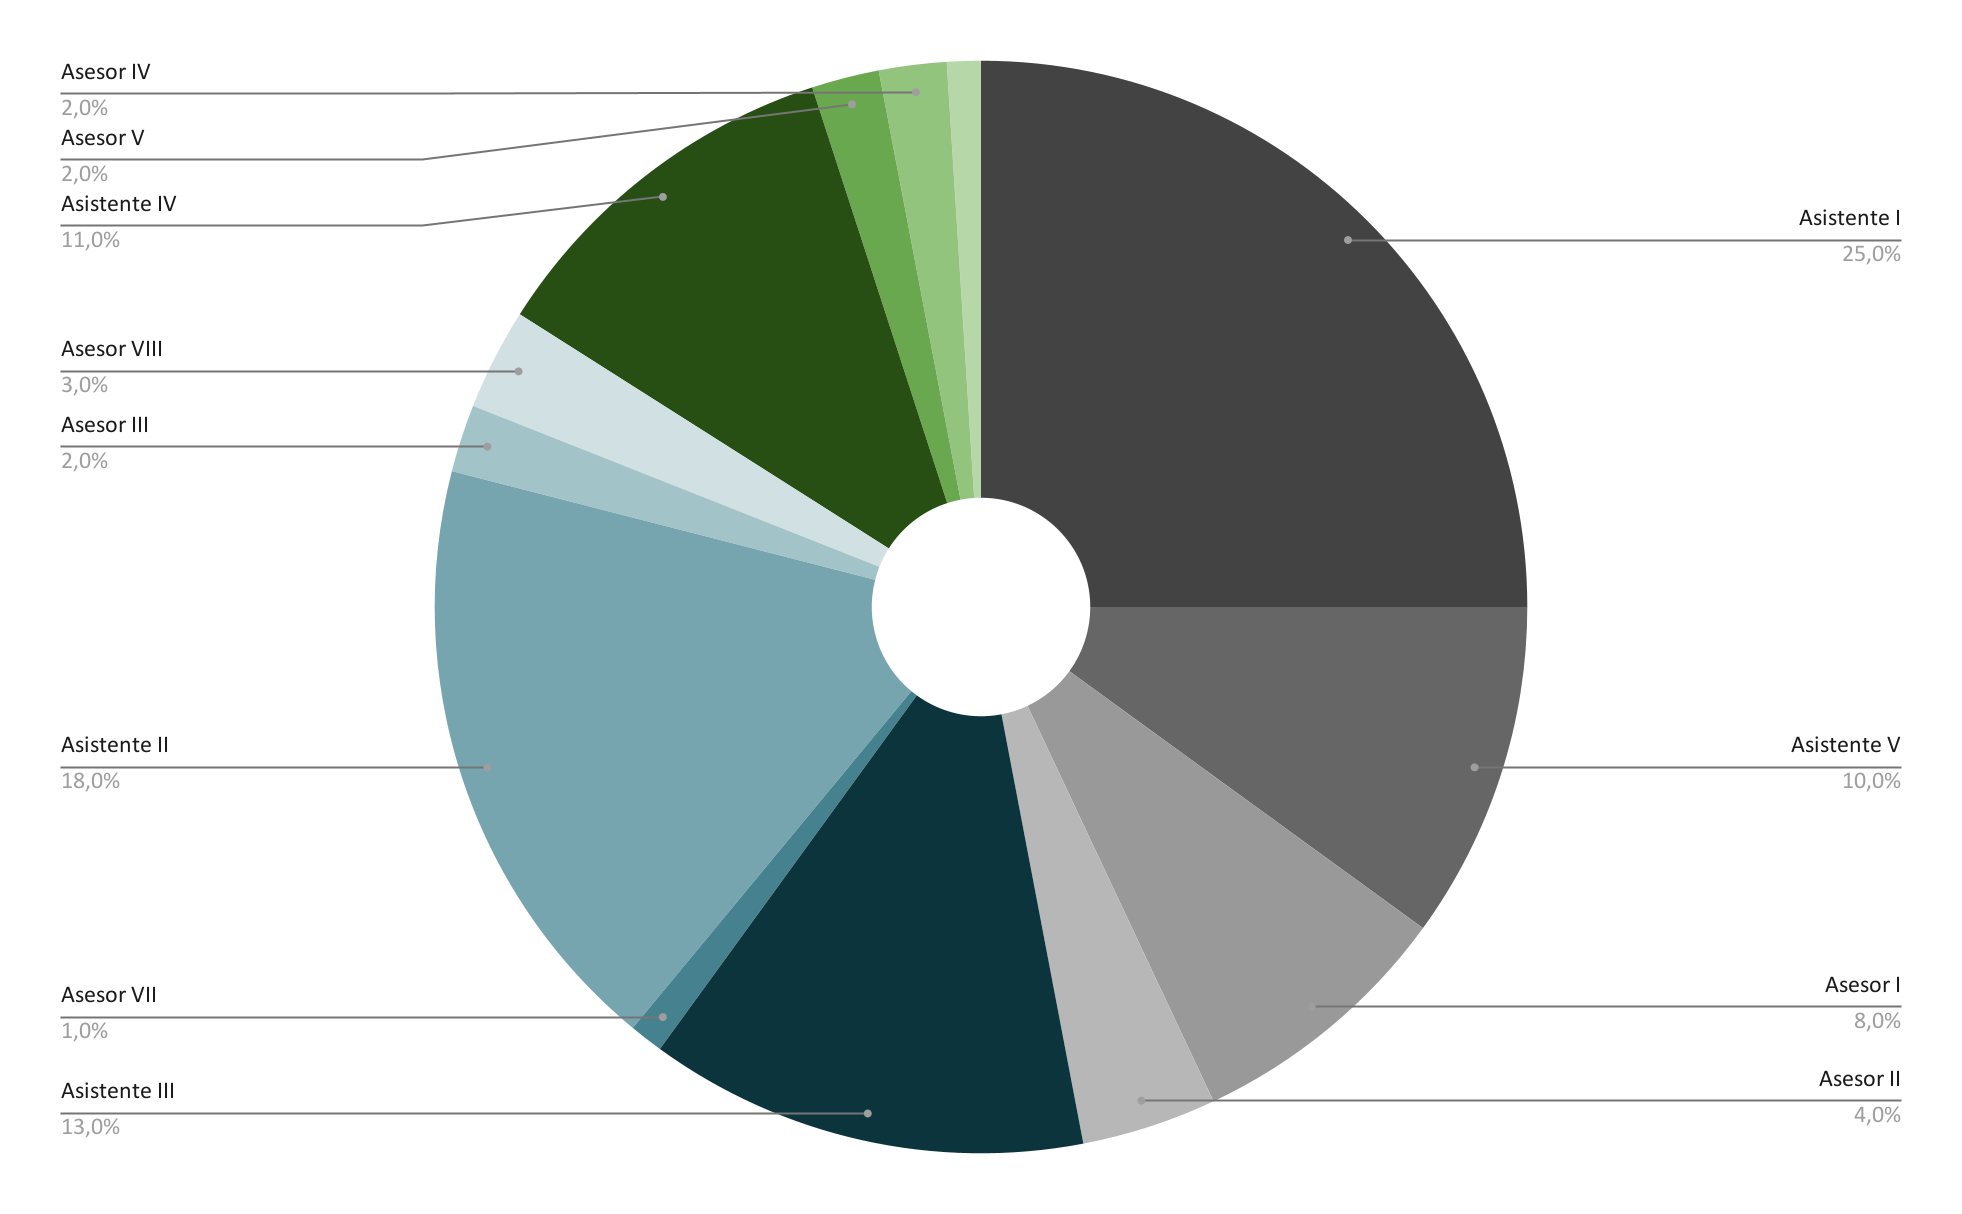 Asesor IV
2,0%
Asesor V
2,0%
Asistente IV
11,0%
Asesor VIII
3,0%
Asesor III
2,0%
Asistente II
18,0%
Asesor VII
1,0%
Asistente III
13,0%
Asistente I
25,0%
Asistente V
10,0%
Asesor I
8,0%
Asesor II
4,0%